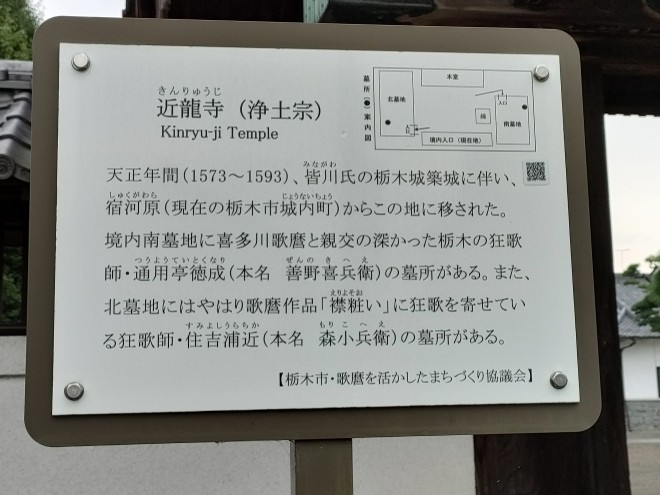 きんりゅうじ
近龍寺（浄土宗）
Kinryu-ji Temple
墓所（●）案内図
本堂
北墓地
入口
南墓地
境内入口（現在地）
みながわ
天正年間（1573～1593）、皆川氏の栃木城築城に伴い、
しゅくがわら じょうないちょう
宿河原（現在の栃木市城内町）からこの地に移された。
境内南墓地に喜多川歌麿と親交の深かった栃木の狂歌
つうようていとくなり ぜんの きへえ
師・通用亭徳成（本名 善野喜兵衛）の墓所がある。また、
えりよそおい
北墓地にはやはり歌麿作品「襟粧い」に狂歌を寄せてい
すみよしうらちか もりこへえ
る狂歌師・住吉浦近（本名 森小兵衛）の墓所がある。
【栃木市・歌麿を活かしたまちづくり協議会】